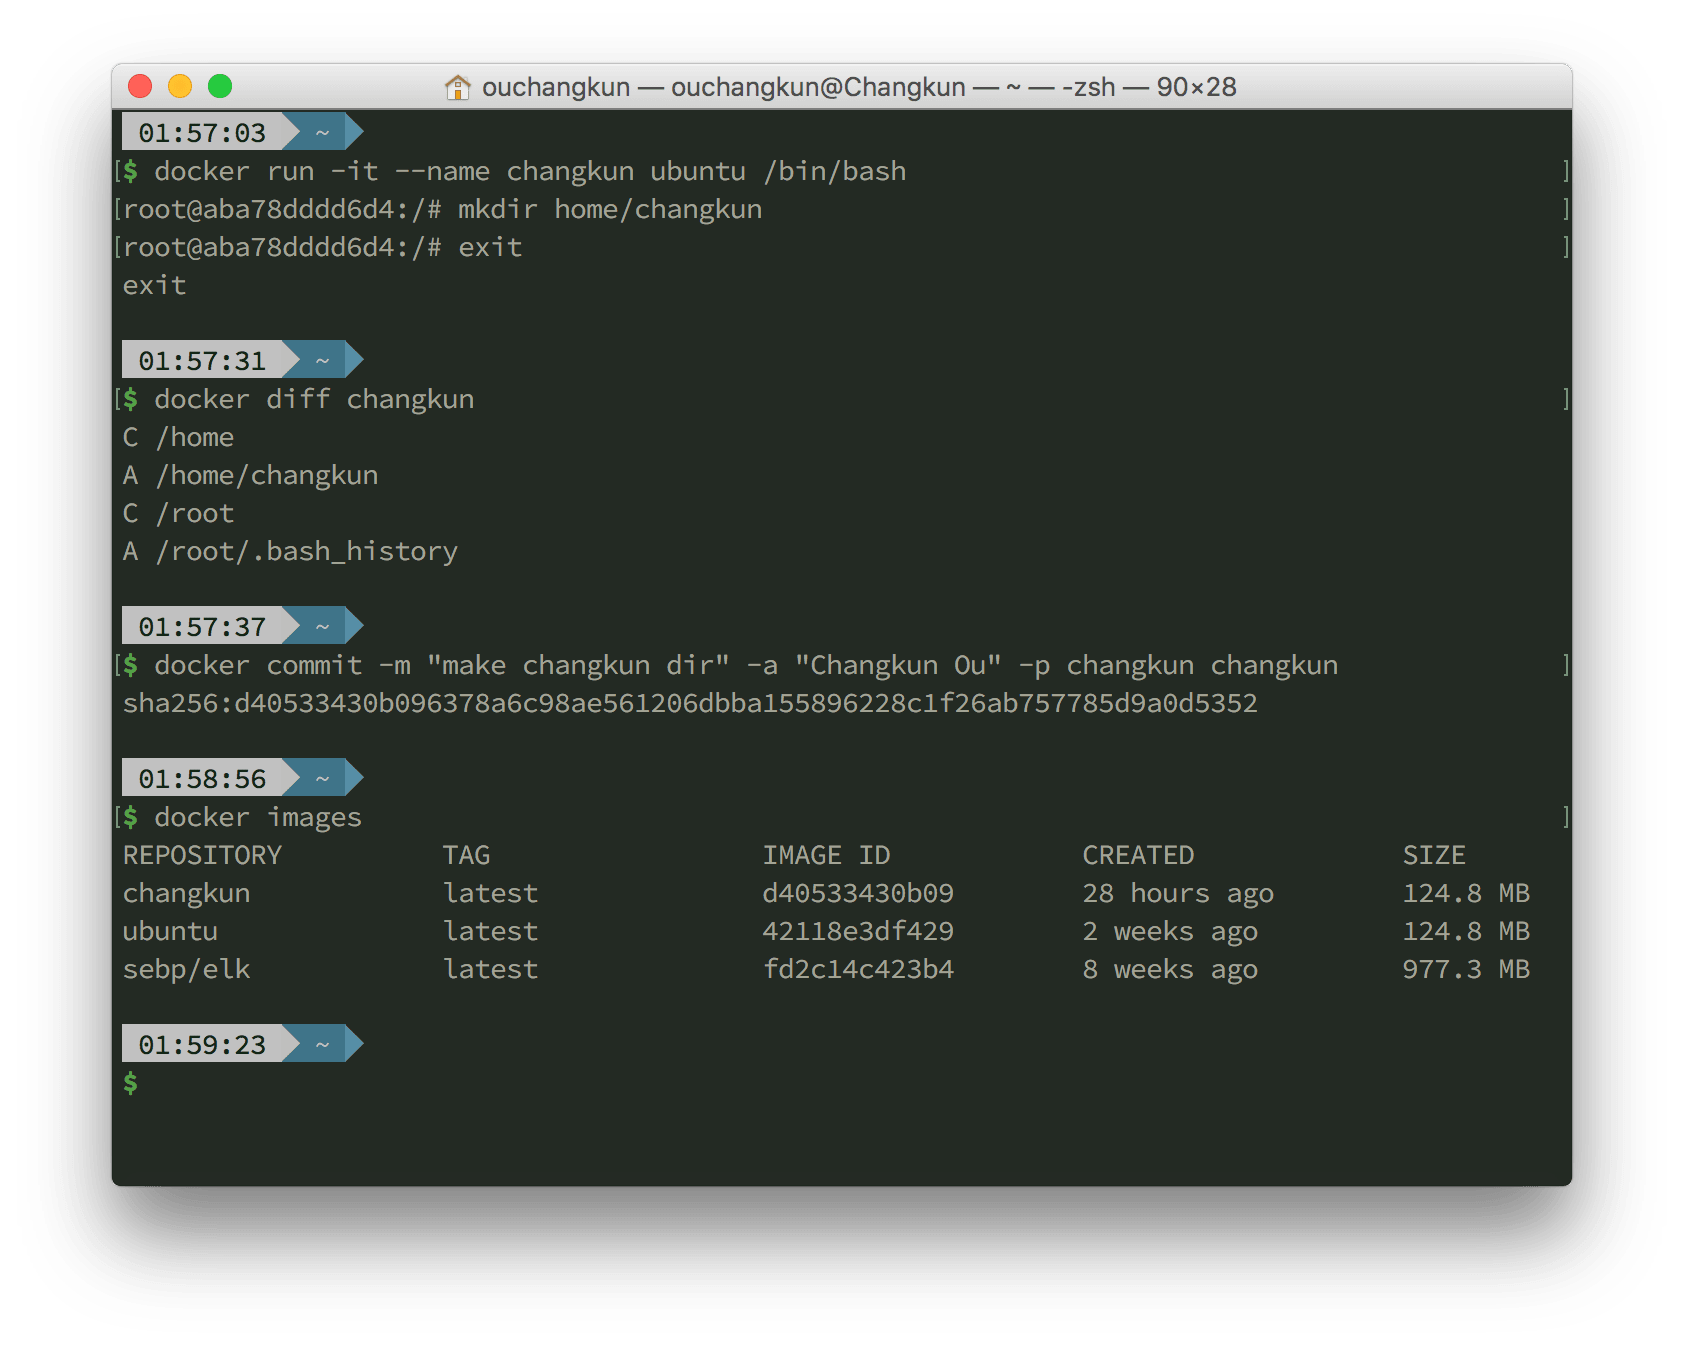 ouchangkun — ouchangkun@Changkun — ~ — -zsh — 90×28
01:57:03 ~
[$ docker run -it --name changkun ubuntu /bin/bash ]
[root@aba78dddd6d4:/# mkdir home/changkun ]
[root@aba78dddd6d4:/# exit ]
exit
01:57:31 ~
[$ docker diff changkun ]
C /home
A /home/changkun
C /root
A /root/.bash_history
01:57:37 ~
[$ docker commit -m "make changkun dir" -a "Changkun Ou" -p changkun changkun ]
sha256:d40533430b096378a6c98ae561206dbba155896228c1f26ab757785d9a0d5352
01:58:56 ~
[$ docker images ]
REPOSITORY TAG IMAGE ID CREATED SIZE
changkun latest d40533430b09 28 hours ago 124.8 MB
ubuntu latest 42118e3df429 2 weeks ago 124.8 MB
sebp/elk latest fd2c14c423b4 8 weeks ago 977.3 MB
01:59:23 ~
$